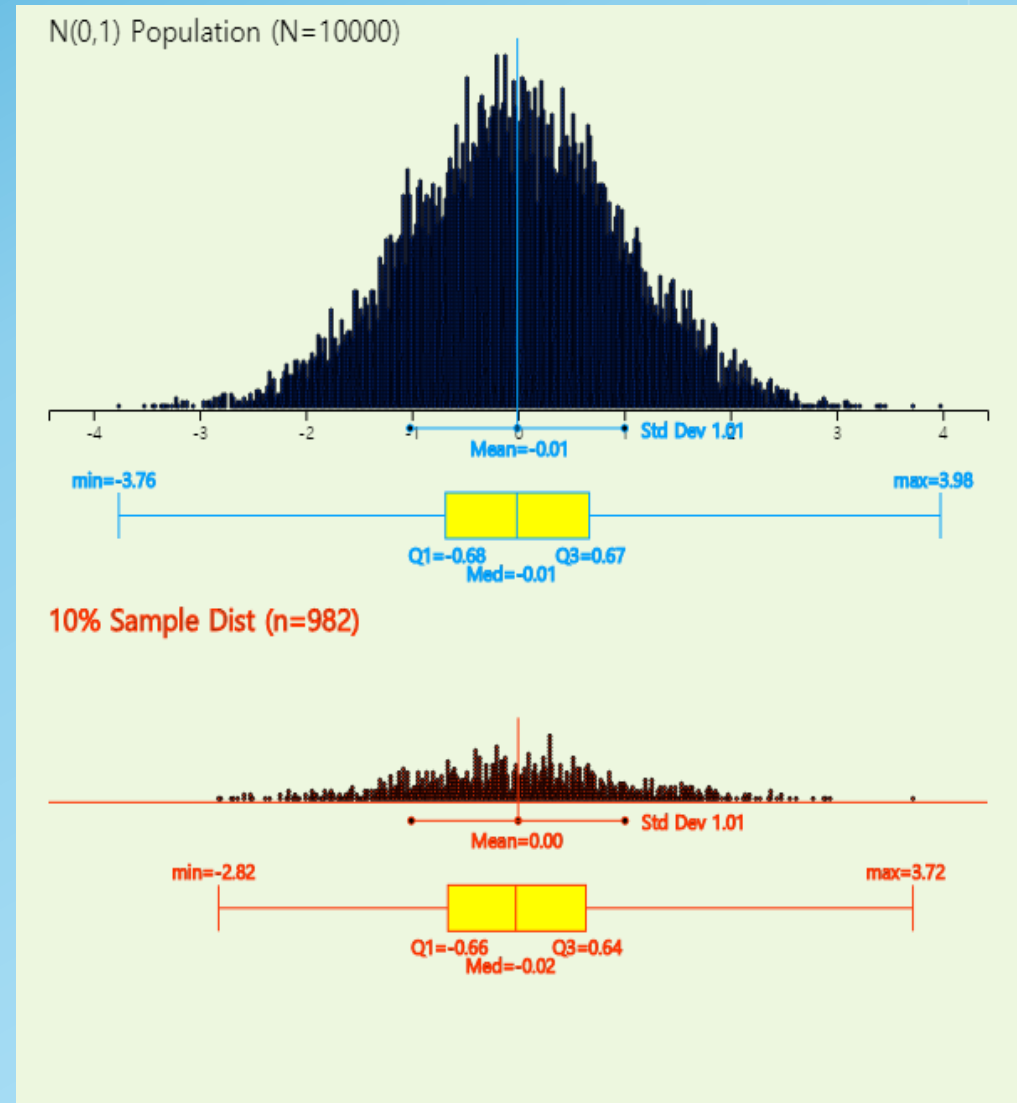 N(0,1) Population (N=10000)
-4 -3 -2 -1 0 1 2 3 4
Std Dev 1.01
Mean=-0.01
min=-3.76 max=3.98
Q1=-0.68 Q3=0.67
Med=-0.01
10% Sample Dist (n=982)
Std Dev 1.01
Mean=0.00
min=-2.82 max=3.72
Q1=-0.66 Q3=0.64
Med=-0.02